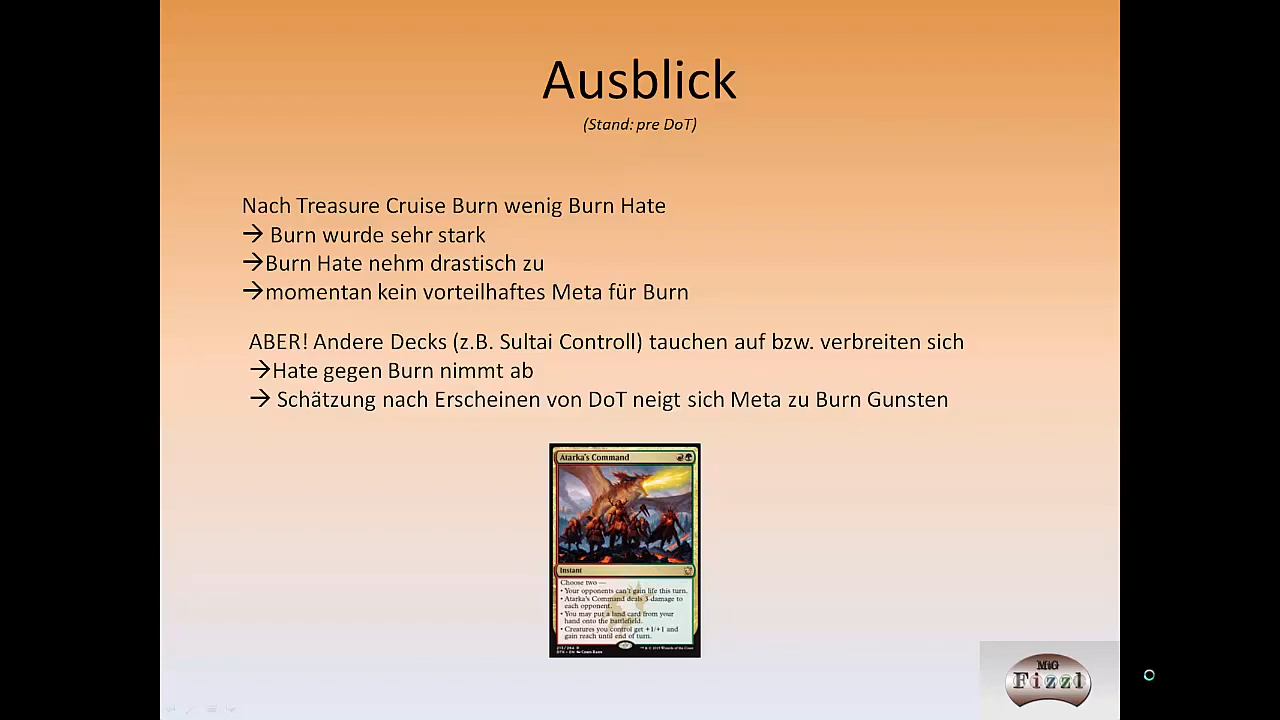 Ausblick
(Stand: pre DoT)
Nach Treasure Cruise Burn wenig Burn Hate
→ Burn wurde sehr stark
→Burn Hate nehm drastisch zu
→momentan kein vorteilhaftes Meta für Burn
ABER! Andere Decks (z.B. Sultai Controll) tauchen auf bzw. verbreiten sich
→Hate gegen Burn nimmt ab
→ Schätzung nach Erscheinen von DoT neigt sich Meta zu Burn Gunsten
Atarka's Command
Instant
Choose two —
• Your opponents can't gain life this turn.
• Atarka's Command deals 3 damage to
each opponent.
• You may put a land card from your
hand onto the battlefield.
• Creatures you control get +1/+1 and
gain reach until end of turn.
MtG
Fizzl